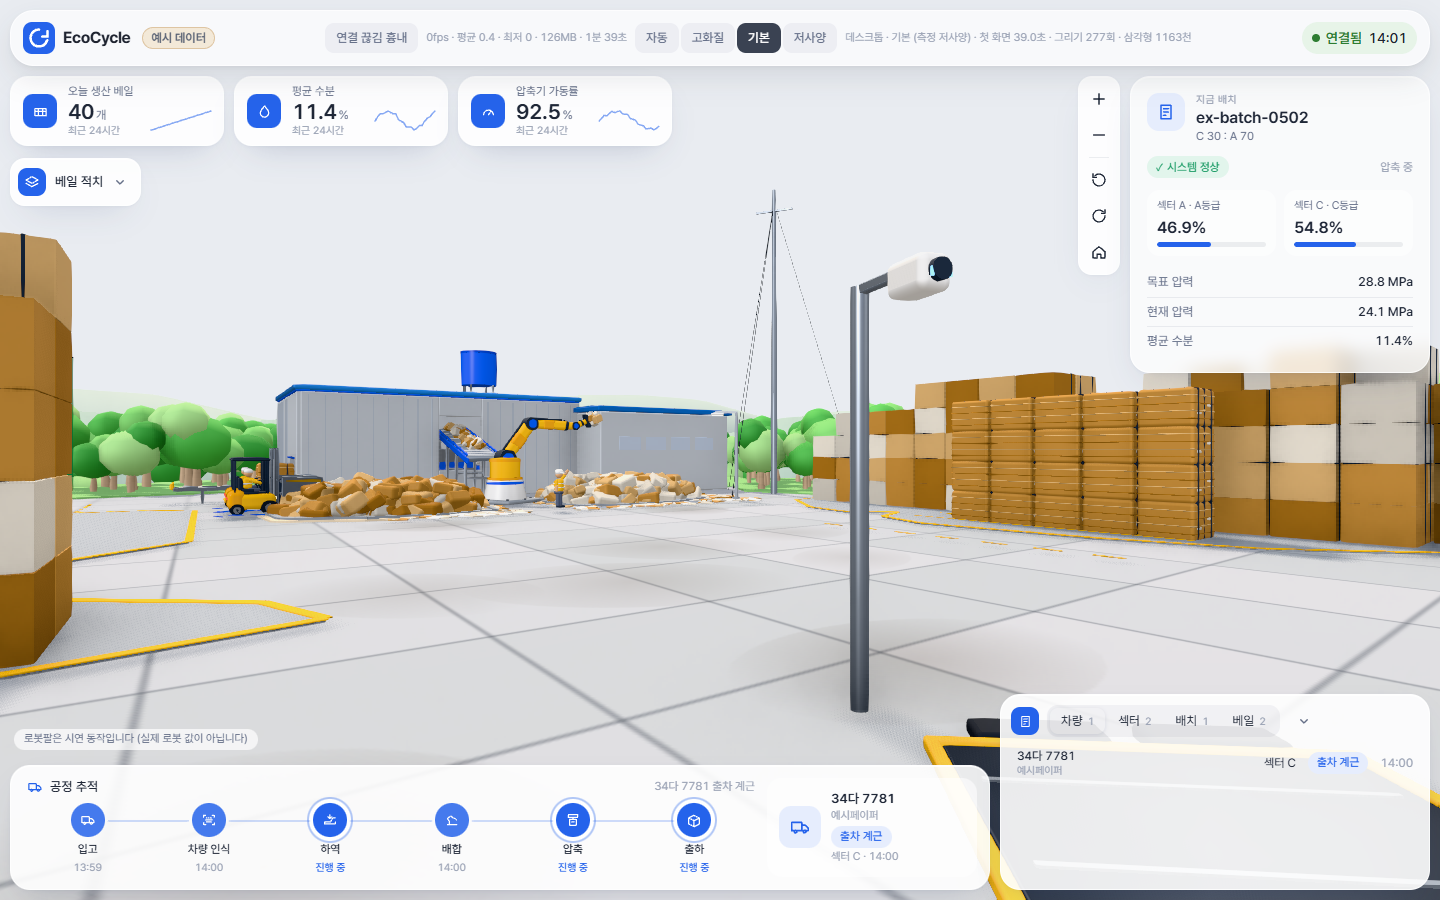 EcoCycle
예시 데이터
연결 끊김 흉내
0fps · 평균 0.4 · 최저 0 · 126MB · 1분 39초
자동
고화질
기본
저사양
데스크톱 · 기본 (측정 저사양) · 첫 화면 39.0초 · 그리기 277회 · 삼각형 1163천
연결됨 14:01
오늘 생산 베일
40개
최근 24시간
평균 수분
11.4%
최근 24시간
압축기 가동률
92.5%
최근 24시간
베일 적치
지금 배치
ex-batch-0502
C 30 : A 70
✓ 시스템 정상
압축 중
섹터 A · A등급
46.9%
섹터 C · C등급
54.8%
목표 압력 28.8 MPa
현재 압력 24.1 MPa
평균 수분 11.4%
로봇팔은 시연 동작입니다 (실제 로봇 값이 아닙니다)
공정 추적
34다 7781 출차 계근
입고
13:59
차량 인식
14:00
하역
진행 중
배합
14:00
압축
진행 중
출하
진행 중
34다 7781
예시페이퍼
출차 계근
섹터 C · 14:00
차량 1
섹터 2
배치 1
베일 2
34다 7781
예시페이퍼
섹터 C
출차 계근
14:00